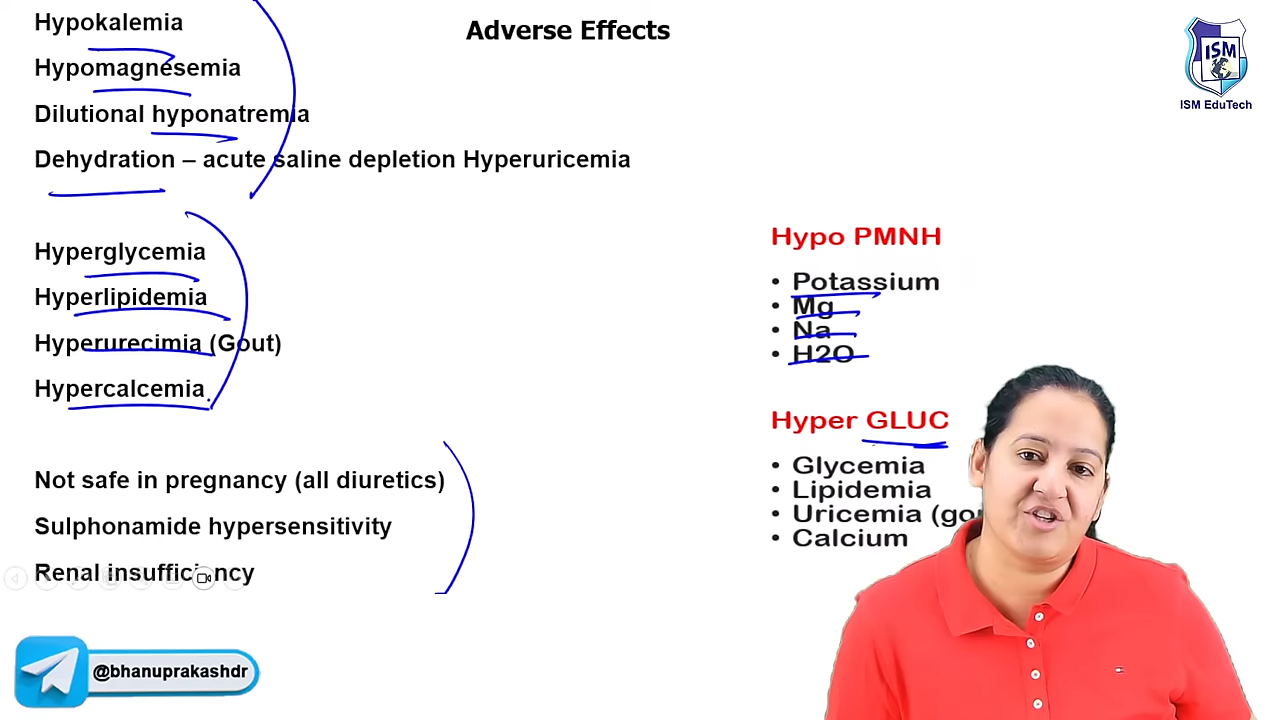 Adverse Effects
Hypokalemia
Hypomagnesemia
Dilutional hyponatremia
Dehydration – acute saline depletion Hyperuricemia
Hyperglycemia
Hyperlipidemia
Hyperurecimia (Gout)
Hypercalcemia
Not safe in pregnancy (all diuretics)
Sulphonamide hypersensitivity
Renal insufficiency
Hypo PMNH
• Potassium
• Mg
• Na
• H2O
Hyper GLUC
• Glycemia
• Lipidemia
• Uricemia
• Calcium
ISM
ISM EduTech
@bhanuprakashdr